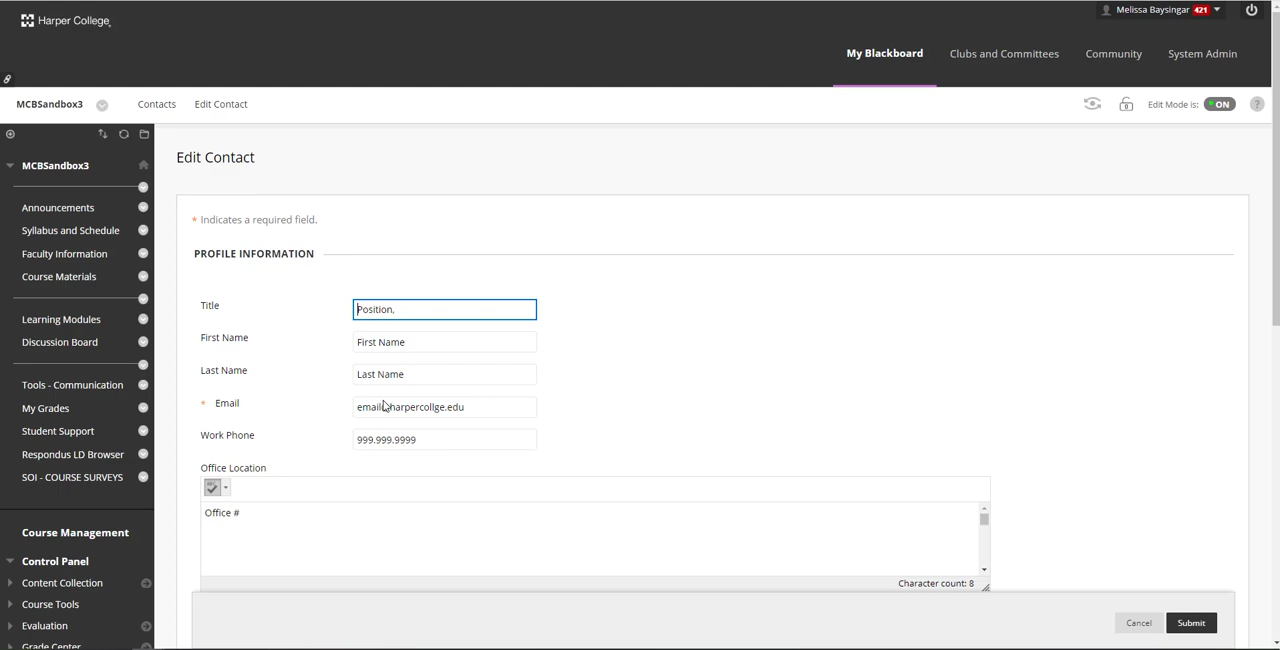 Harper College
Melissa Baysingar 421
My Blackboard
Clubs and Committees
Community
System Admin
MCBSandbox3
Contacts
Edit Contact
Edit Mode is:
ON
?
MCBSandbox3
Announcements
Syllabus and Schedule
Faculty Information
Course Materials
Learning Modules
Discussion Board
Tools - Communication
My Grades
Student Support
Respondus LD Browser
SOI - COURSE SURVEYS
Course Management
Control Panel
Content Collection
Course Tools
Evaluation
Grade Center
Edit Contact
* Indicates a required field.
PROFILE INFORMATION
Title
Position,
First Name
First Name
Last Name
Last Name
* Email
email@harpercollge.edu
Work Phone
999.999.9999
Office Location
Office #
Character count: 8
Cancel
Submit